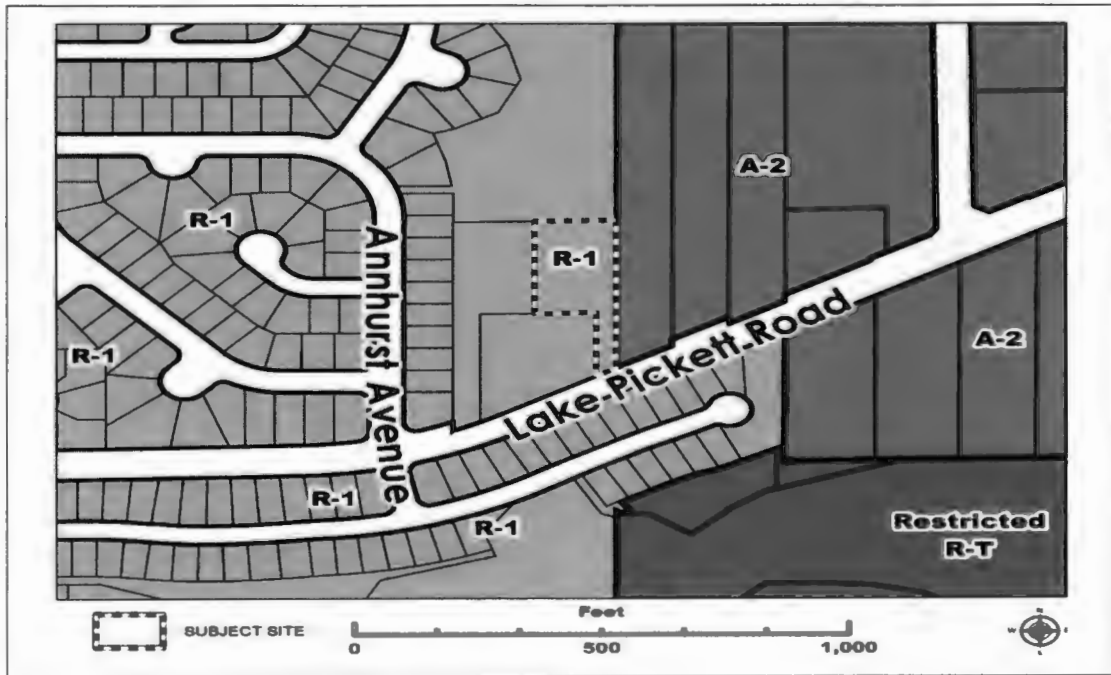 A-2
R-1
R-1
Annhurst Avenue
Lake-Pickett-Road
R-1
A-2
R-1
R-1
Restricted
R-T
SUBJECT SITE
Feet
0 500 1,000
W